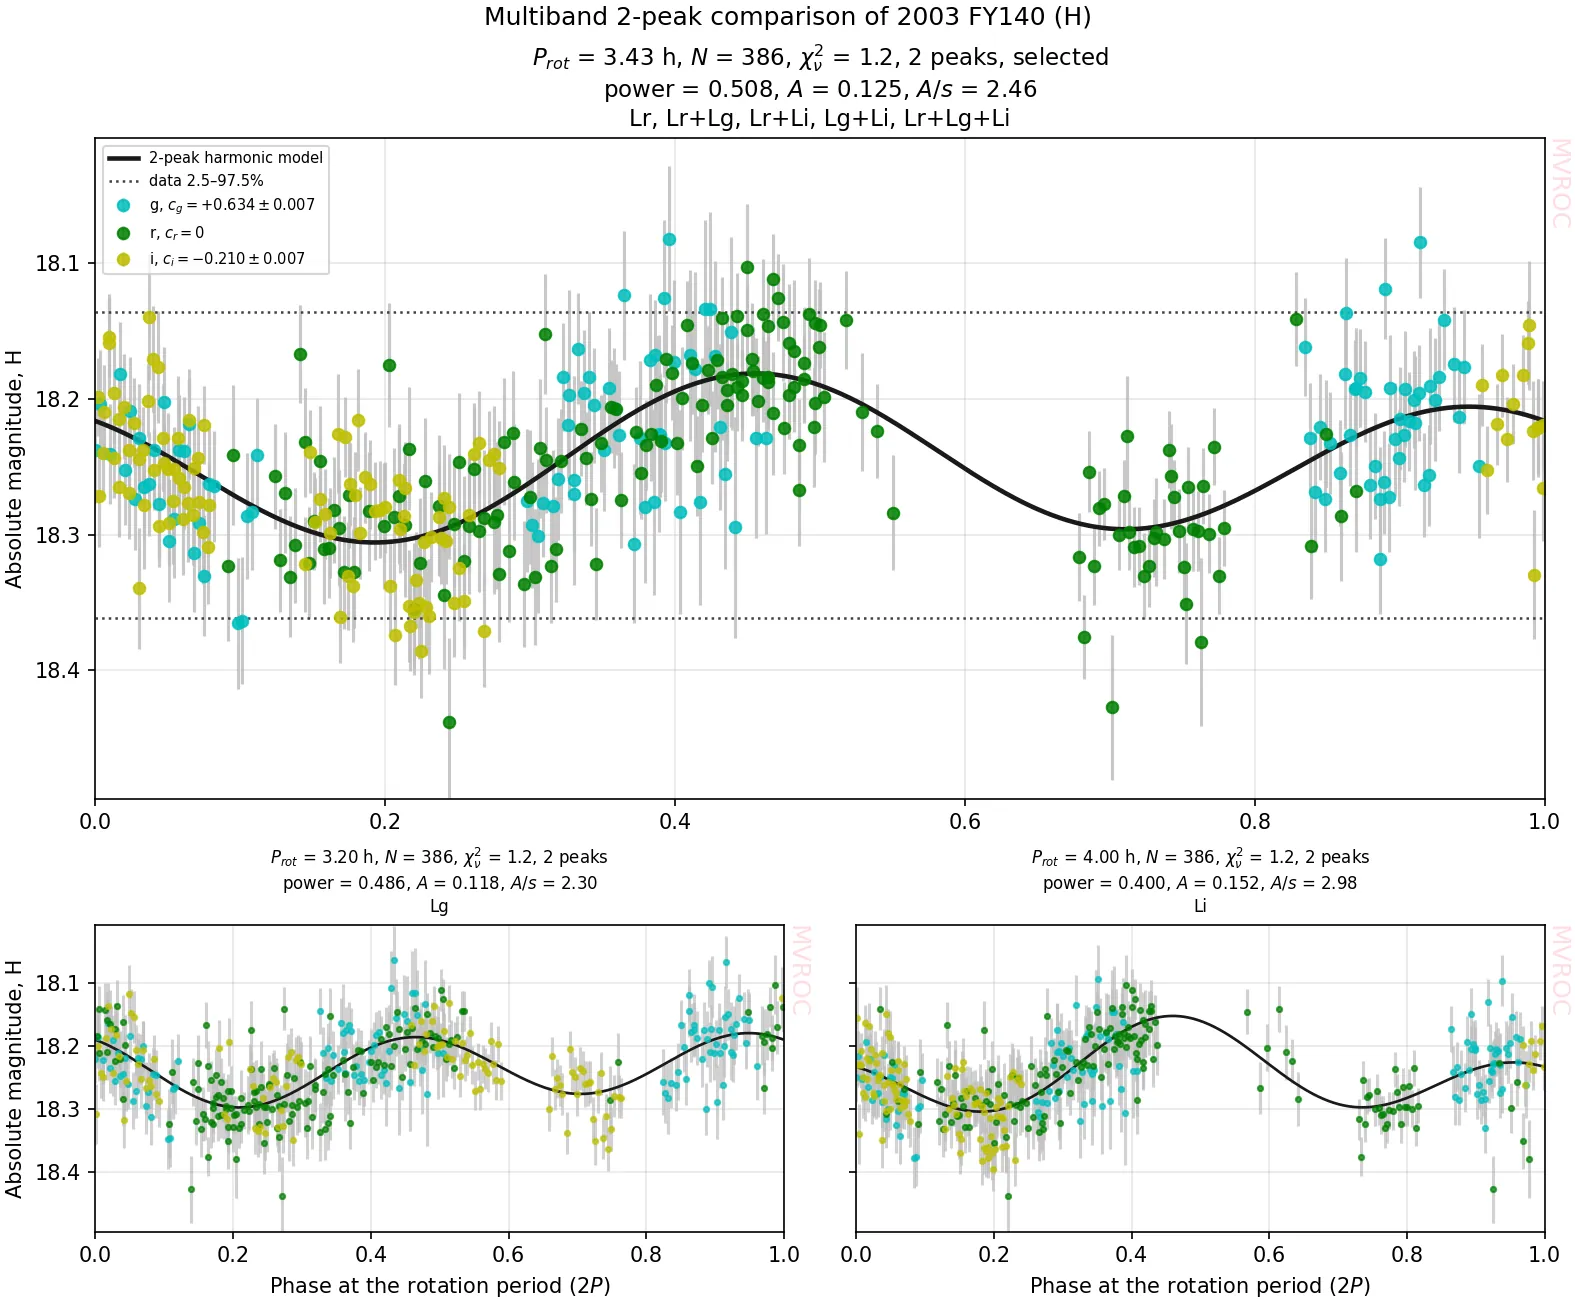 Multiband 2-peak comparison of 2003 FY140 (H)
P_rot = 3.43 h, N = 386, χ²_ν = 1.2, 2 peaks, selected
power = 0.508, A = 0.125, A/s = 2.46
Lr, Lr+Lg, Lr+Li, Lg+Li, Lr+Lg+Li
2-peak harmonic model
data 2.5–97.5%
g, c_g = +0.634 ± 0.007
r, c_r = 0
i, c_i = −0.210 ± 0.007
MVROC
Absolute magnitude, H
18.1
18.2
18.3
18.4
0.0 0.2 0.4 0.6 0.8 1.0
P_rot = 3.20 h, N = 386, χ²_ν = 1.2, 2 peaks
power = 0.486, A = 0.118, A/s = 2.30
Lg
MVROC
Absolute magnitude, H
18.1
18.2
18.3
18.4
0.0 0.2 0.4 0.6 0.8 1.0
Phase at the rotation period (2P)
P_rot = 4.00 h, N = 386, χ²_ν = 1.2, 2 peaks
power = 0.400, A = 0.152, A/s = 2.98
Li
MVROC
0.0 0.2 0.4 0.6 0.8 1.0
Phase at the rotation period (2P)